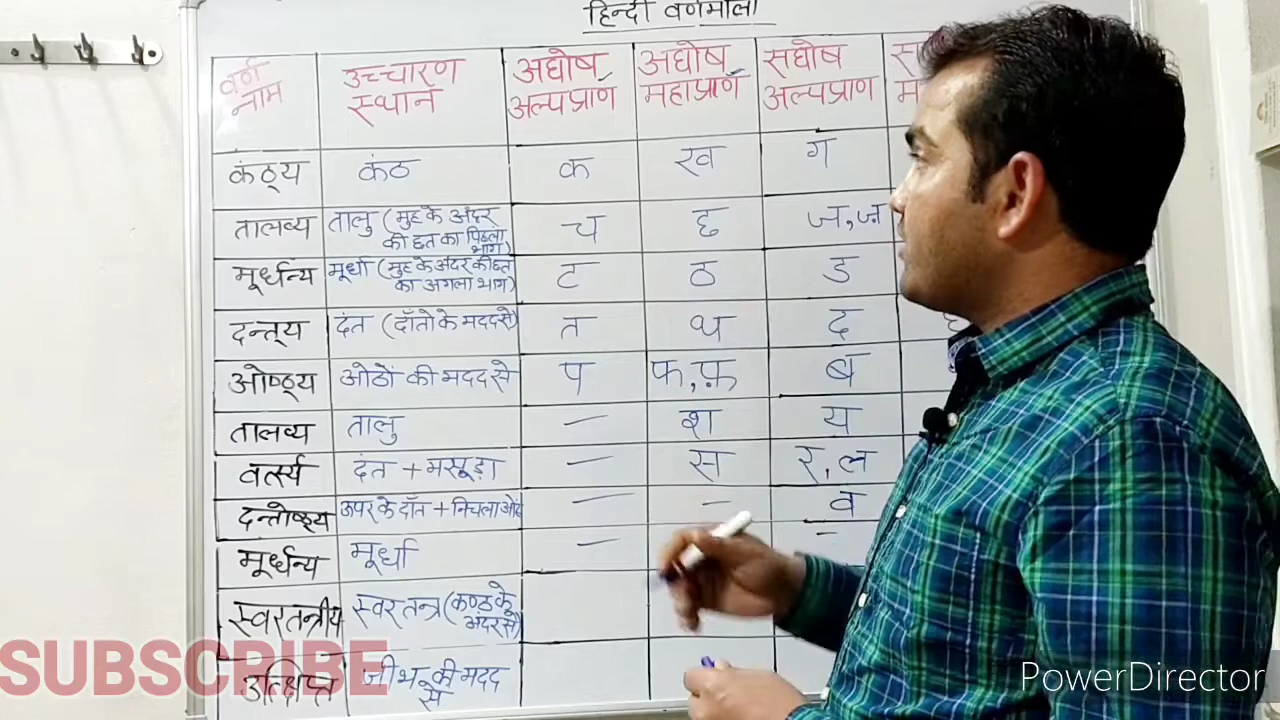 हिन्दी वर्णमाला
वर्ण नाम उच्चारण स्थान अघोष अल्पप्राण अघोष महाप्राण सघोष अल्पप्राण
कंठ्य कंठ क ख ग
तालव्य तालु (मुह के अंदर की छत का पिछला भाग) च छ ज,ज़
मूर्धन्य मूर्धा (मुह के अंदर की छत का अगला भाग) ट ठ ड
दन्त्य दंत (दाँतो के मदद से) त थ द
ओष्ठ्य ओठों की मदद से प फ,फ़ ब
तालव्य तालु — श य
वर्त्स्य दंत + मसूड़ा — स र,ल
दन्तोष्ठ्य ऊपर के दाँत + निचला ओंठ — - व
मूर्धन्य मूर्धा — -
स्वरतन्त्रीय स्वरतन्त्र (कण्ठ के अंदर से)
उत्क्षिप्त जीभ की मदद से
SUBSCRIBE
PowerDirector